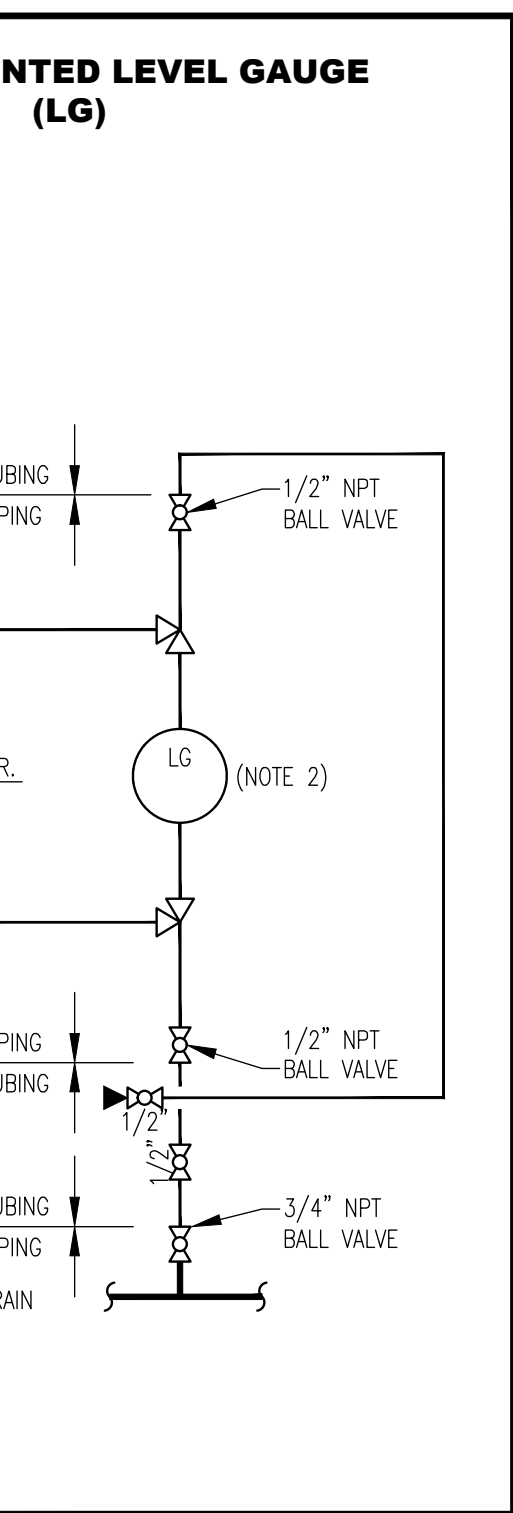 NTED LEVEL GAUGE
(LG)
UBING
PING
1/2" NPT
BALL VALVE
R.
LG
(NOTE 2)
PING
UBING
1/2" NPT
BALL VALVE
1/2"
1/2"
UBING
PING
3/4" NPT
BALL VALVE
RAIN